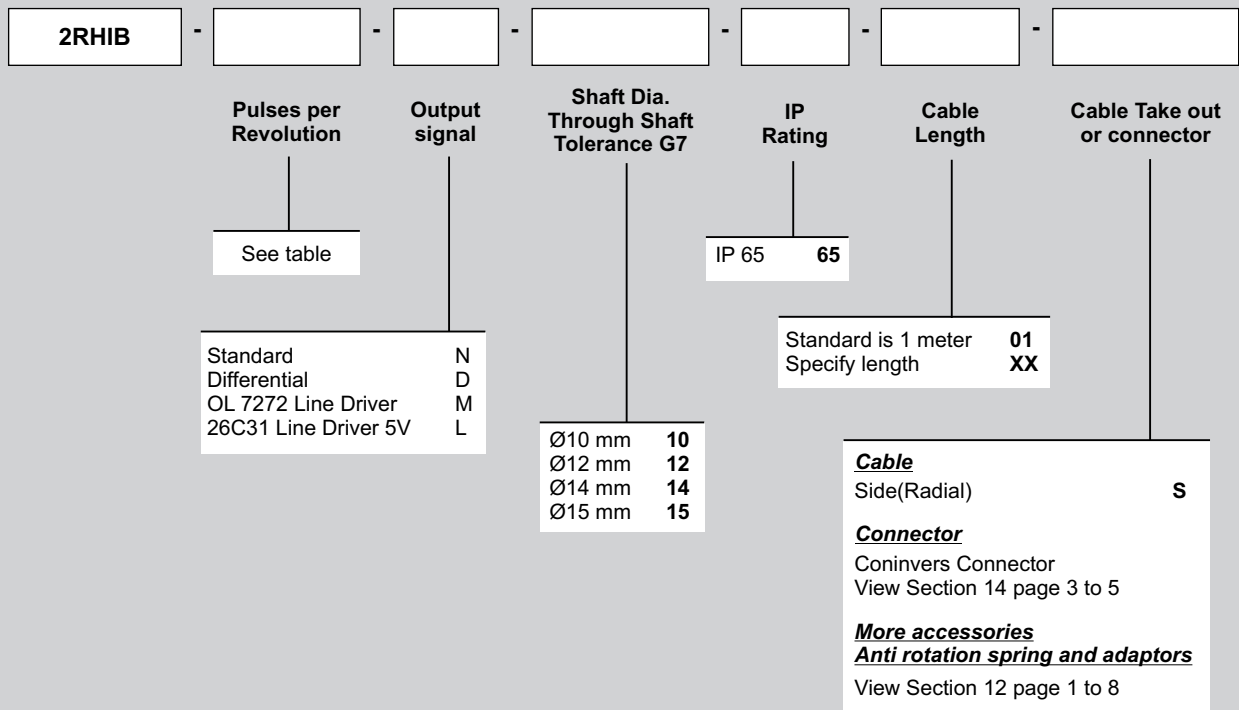 2RHIB - - - - - -
Pulses per
Revolution
Output
signal
Shaft Dia.
Through Shaft
Tolerance G7
IP
Rating
Cable
Length
Cable Take out
or connector
See table
IP 65 65
Standard N
Differential D
OL 7272 Line Driver M
26C31 Line Driver 5V L
Standard is 1 meter 01
Specify length XX
Ø10 mm 10
Ø12 mm 12
Ø14 mm 14
Ø15 mm 15
Cable
Side(Radial) S
Connector
Coninvers Connector
View Section 14 page 3 to 5
More accessories
Anti rotation spring and adaptors
View Section 12 page 1 to 8